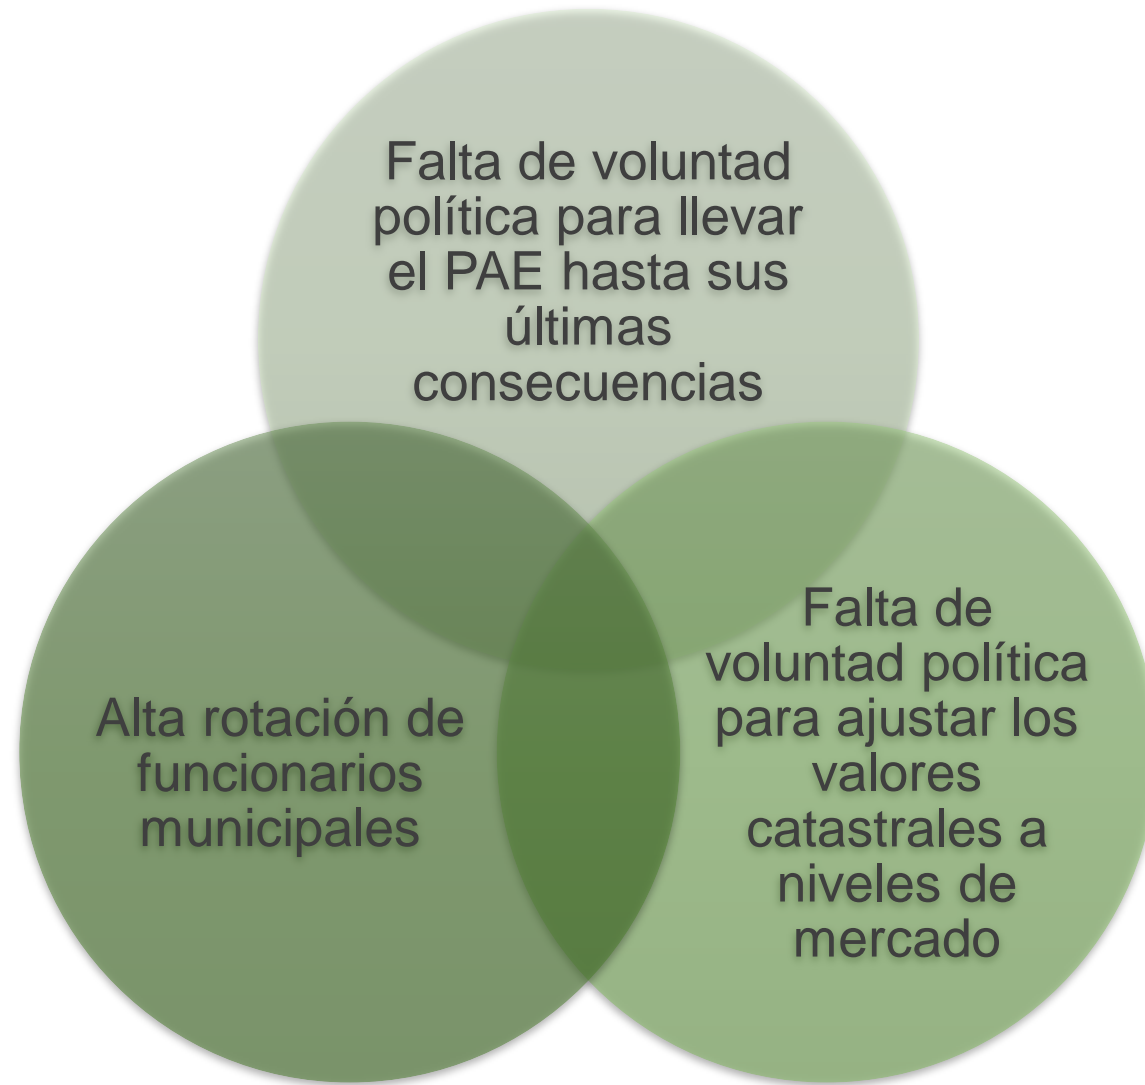 Falta de voluntad
política para llevar
el PAE hasta sus
últimas
consecuencias
Alta rotación de
funcionarios
municipales
Falta de
voluntad política
para ajustar los
valores
catastrales a
niveles de
mercado